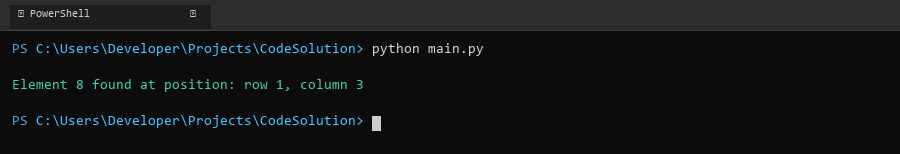 PowerShell
PS C:\Users\Developer\Projects\CodeSolution> python main.py
Element 8 found at position: row 1, column 3
PS C:\Users\Developer\Projects\CodeSolution>